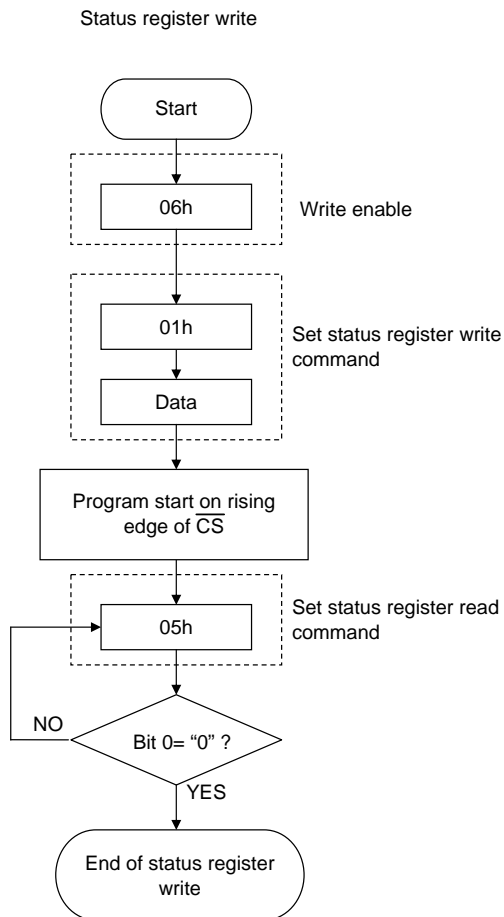 Status register write
Start
06h
Write enable
01h
Set status register write
command
Data
Program start on rising
edge of C̅S̅
Set status register read
command
05h
NO
Bit 0= “0” ?
YES
End of status register
write